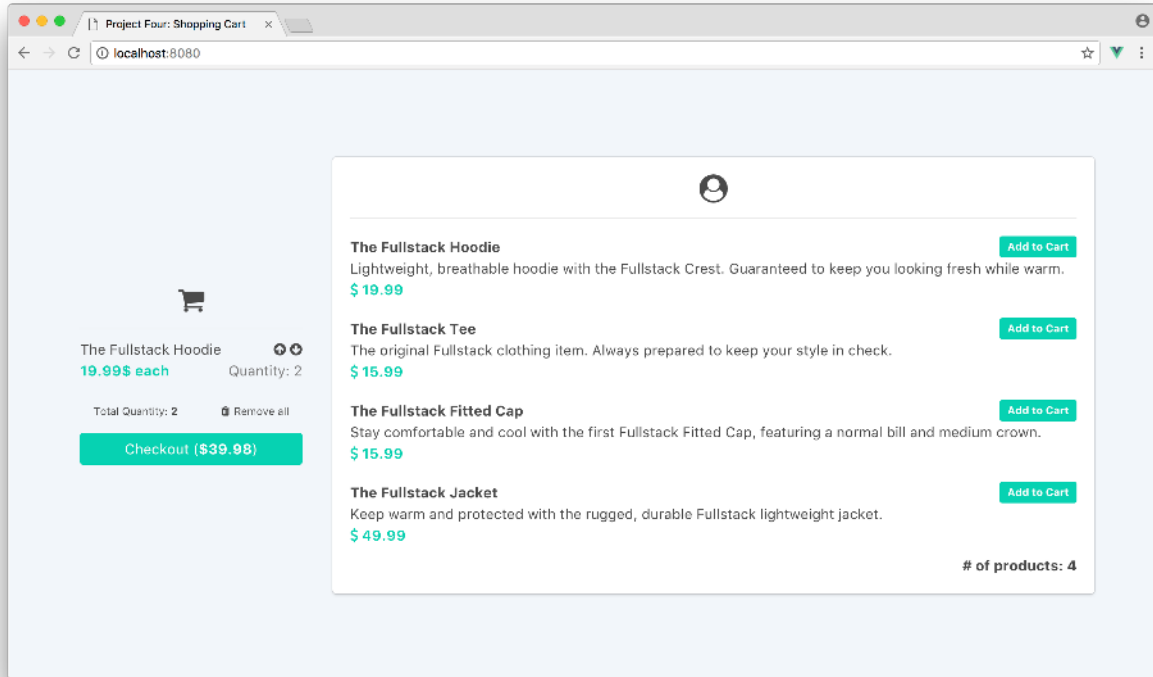 Project Four: Shopping Cart
localhost:8080
The Fullstack Hoodie
19.99$ each Quantity: 2
Total Quantity: 2 Remove all
Checkout ($39.98)
The Fullstack Hoodie Add to Cart
Lightweight, breathable hoodie with the Fullstack Crest. Guaranteed to keep you looking fresh while warm.
$ 19.99
The Fullstack Tee Add to Cart
The original Fullstack clothing item. Always prepared to keep your style in check.
$ 15.99
The Fullstack Fitted Cap Add to Cart
Stay comfortable and cool with the first Fullstack Fitted Cap, featuring a normal bill and medium crown.
$ 15.99
The Fullstack Jacket Add to Cart
Keep warm and protected with the rugged, durable Fullstack lightweight jacket.
$ 49.99
# of products: 4